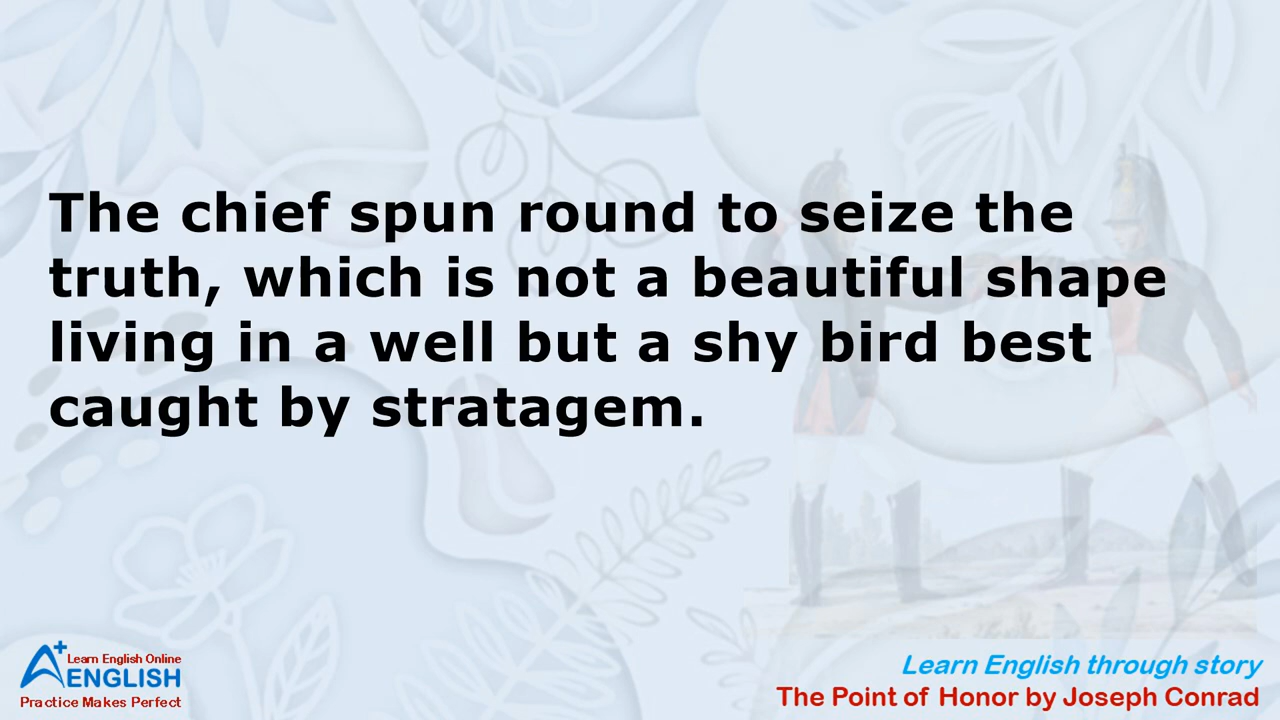 The chief spun round to seize the
truth, which is not a beautiful shape
living in a well but a shy bird best
caught by stratagem.
A+ Learn English Online
ENGLISH
Practice Makes Perfect
Learn English through story
The Point of Honor by Joseph Conrad